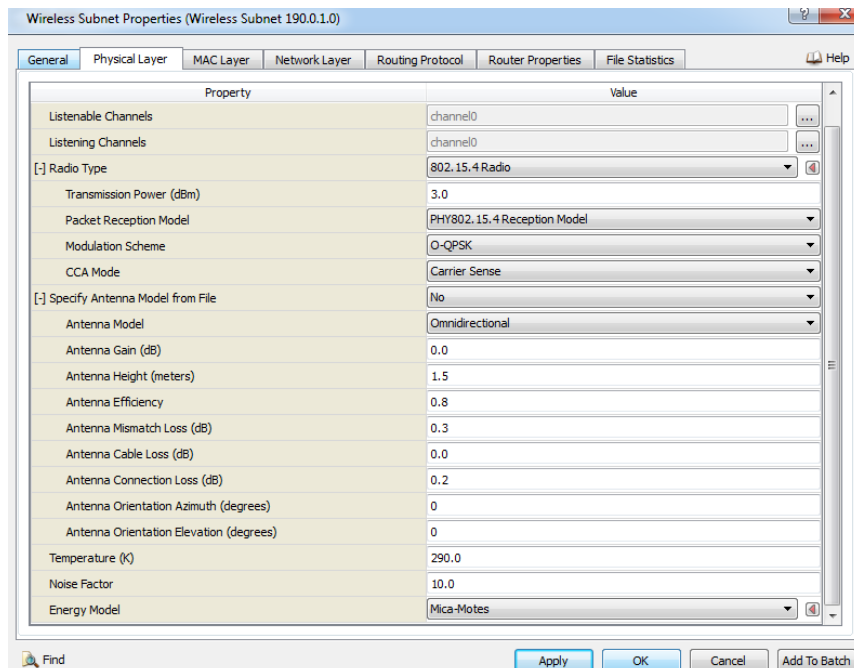 Wireless Subnet Properties (Wireless Subnet 190.0.1.0)
General Physical Layer MAC Layer Network Layer Routing Protocol Router Properties File Statistics Help
Property Value
Listenable Channels channel0 ...
Listening Channels channel0 ...
[-] Radio Type 802.15.4 Radio
Transmission Power (dBm) 3.0
Packet Reception Model PHY802.15.4 Reception Model
Modulation Scheme O-QPSK
CCA Mode Carrier Sense
[-] Specify Antenna Model from File No
Antenna Model Omnidirectional
Antenna Gain (dB) 0.0
Antenna Height (meters) 1.5
Antenna Efficiency 0.8
Antenna Mismatch Loss (dB) 0.3
Antenna Cable Loss (dB) 0.0
Antenna Connection Loss (dB) 0.2
Antenna Orientation Azimuth (degrees) 0
Antenna Orientation Elevation (degrees) 0
Temperature (K) 290.0
Noise Factor 10.0
Energy Model Mica-Motes
Find Apply OK Cancel Add To Batch